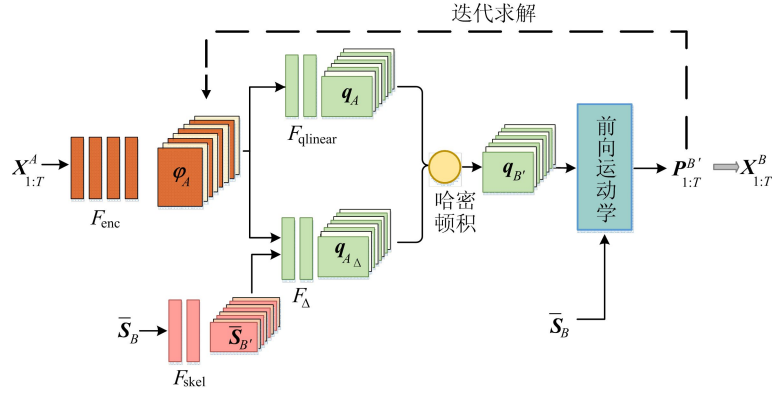 迭代求解
q_A
F_qlinear
X^A_{1:T}
φ_A
F_enc
哈密
顿积
q_{B'}
前向运动学
P^{B'}_{1:T}
X^B_{1:T}
q_{A Δ}
F_Δ
S̅_B
S̅_{B'}
F_skel
S̅_B